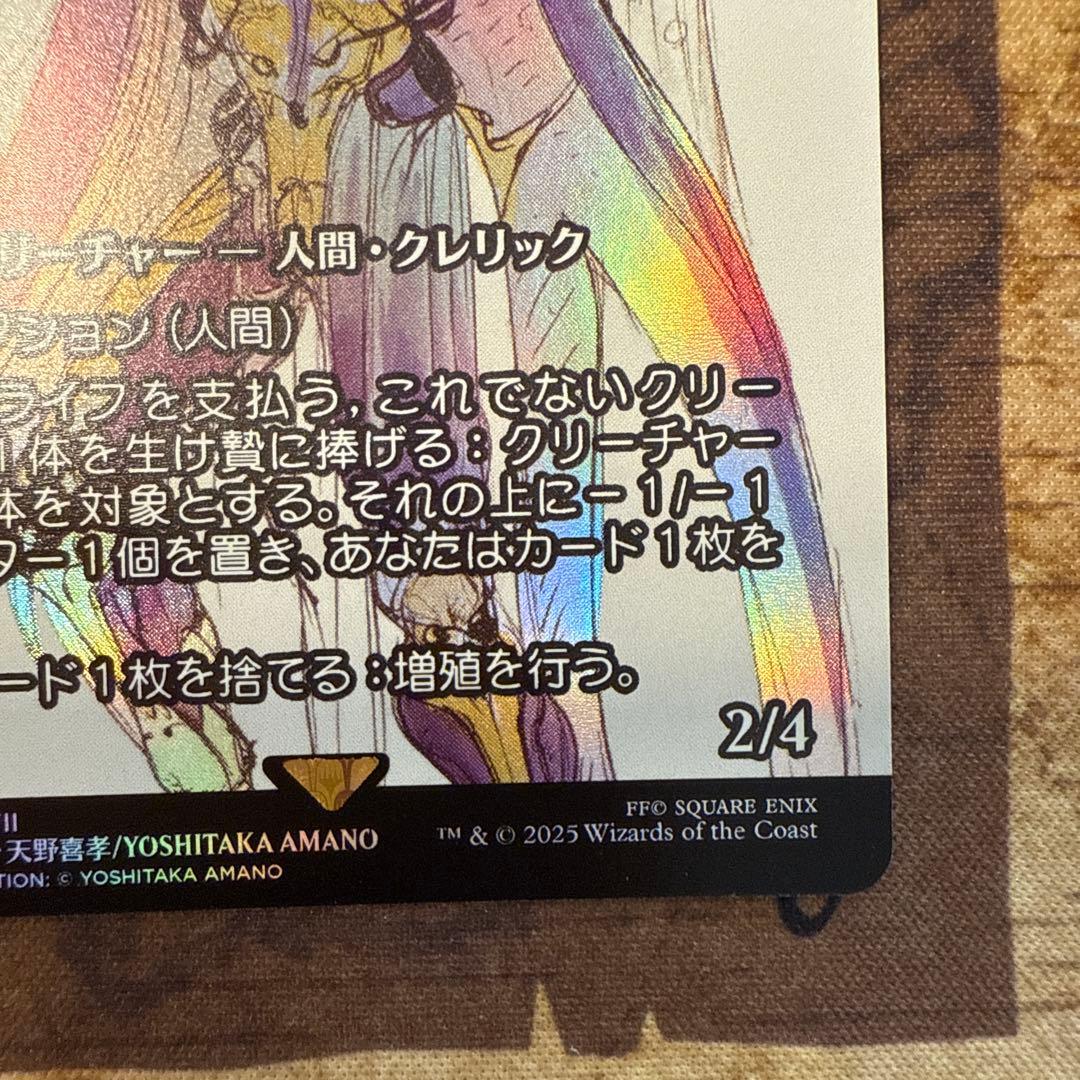 リーチャー — 人間・クレリック
クション（人間）
ライフを支払う, これでないクリー
1体を生け贄に捧げる：クリーチャー
体を対象とする。それの上に－1/－1
ター1個を置き、あなたはカード1枚を
ード1枚を捨てる：増殖を行う。
2/4
VII
天野喜孝/YOSHITAKA AMANO
TION: © YOSHITAKA AMANO
FF© SQUARE ENIX
™ & © 2025 Wizards of the Coast